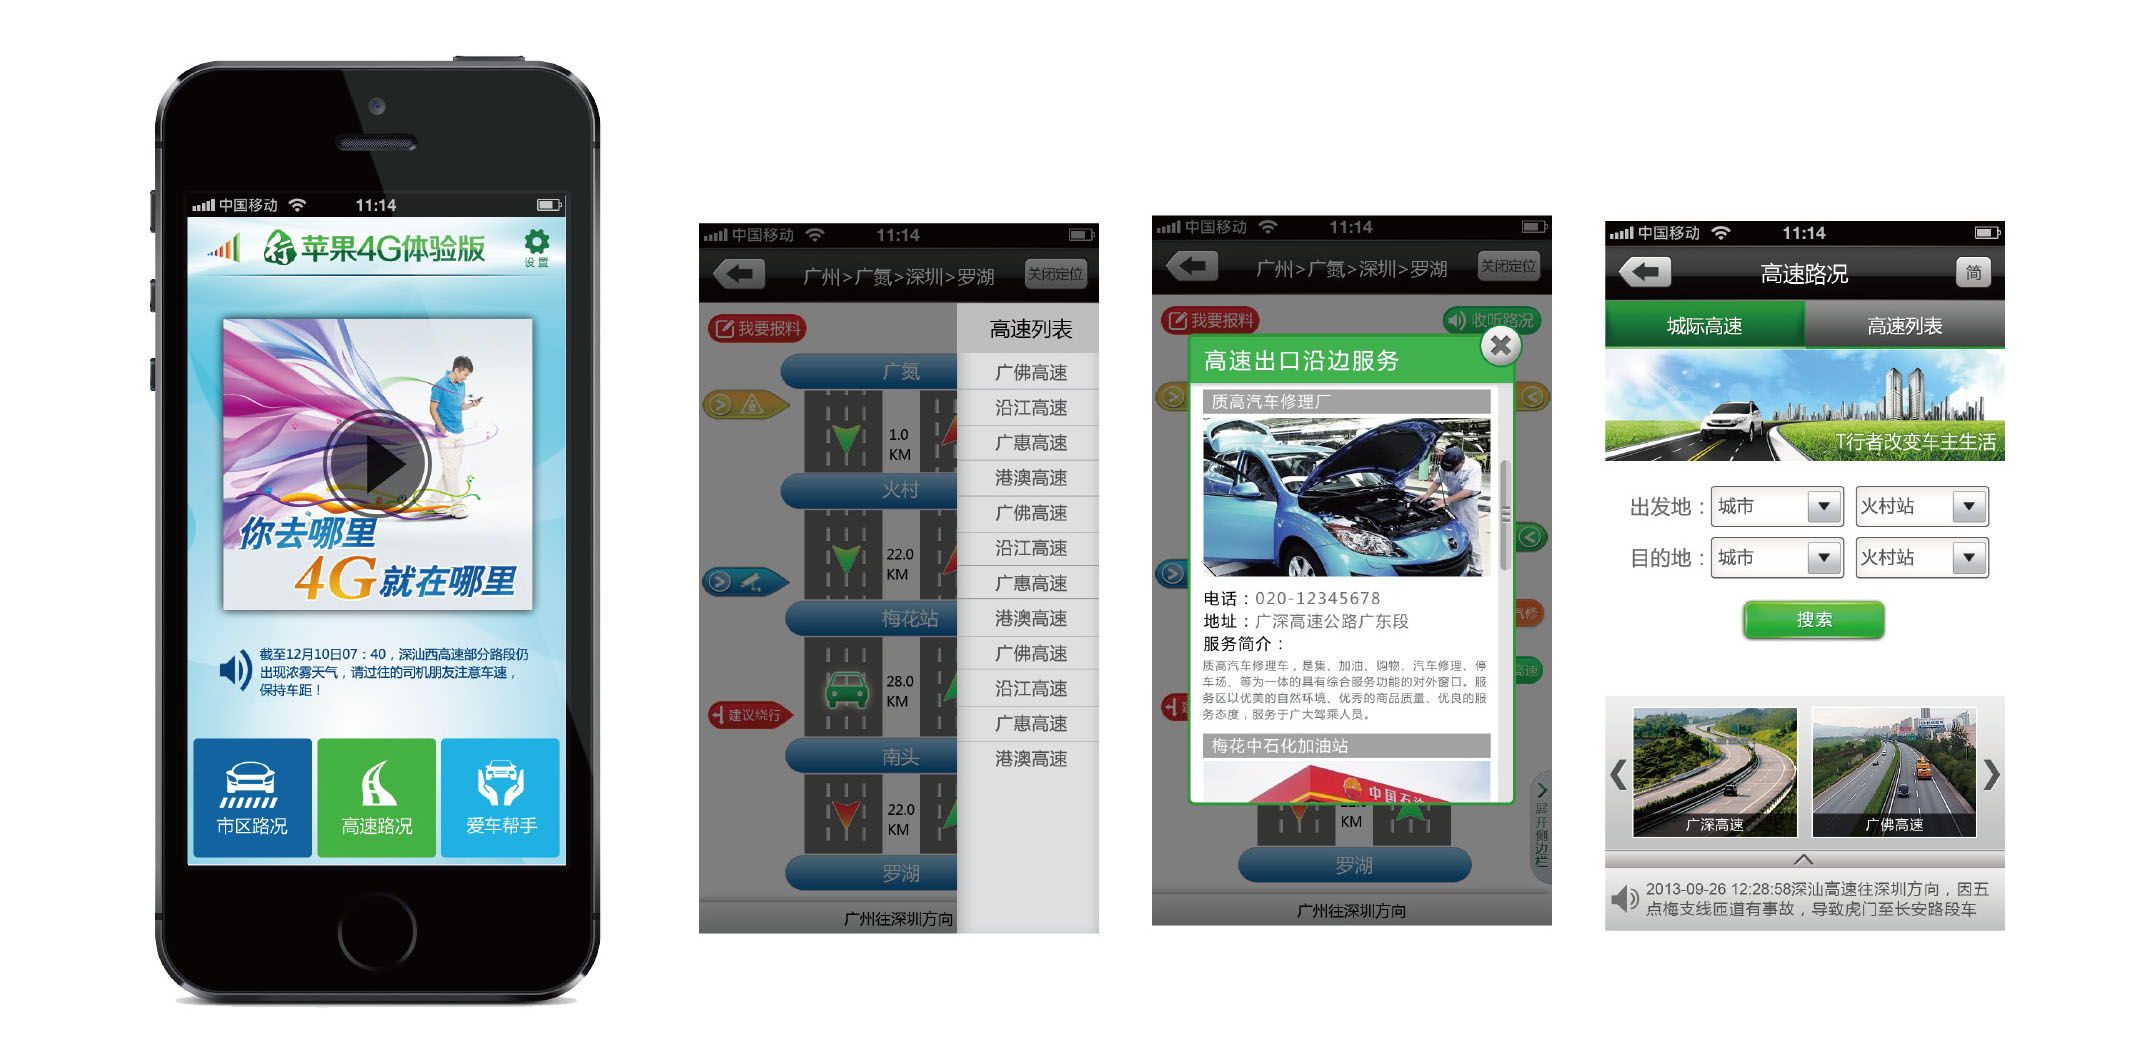 中国移动
11:14
苹果4G体验版
设置
你去哪里
4G就在哪里
截至12月10日07：40，深汕西高速部分路段仍
出现浓雾天气，请过往的司机朋友注意车速，
保持车距！
市区路况
高速路况
爱车帮手
中国移动
11:14
广州>广氮>深圳>罗湖
关闭定位
我要报料
高速列表
广氮
1.0
KM
火村
22.0
KM
梅花站
28.0
KM
建议绕行
南头
22.0
KM
罗湖
广州往深圳方向
广佛高速
沿江高速
广惠高速
港澳高速
广佛高速
沿江高速
广惠高速
港澳高速
广佛高速
沿江高速
广惠高速
港澳高速
中国移动
11:14
广州>广氮>深圳>罗湖
关闭定位
我要报料
收听路况
高速出口沿边服务
质高汽车修理厂
电话：020-12345678
地址：广深高速公路广东段
服务简介：
质高汽车修理车，是集、加油、购物、汽车修理、停
车场、等为一体的具有综合服务功能的对外窗口。服
务区以优美的自然环境、优秀的商品质量、优良的服
务态度，服务于广大驾乘人员。
梅花中石化加油站
中国石油
汽修
高速
KM
展开侧边栏
罗湖
广州往深圳方向
中国移动
11:14
高速路况
简
城际高速
高速列表
T行者改变车主生活
出发地：
城市
火村站
目的地：
城市
火村站
搜索
广深高速
广佛高速
2013-09-26 12:28:58深汕高速往深圳方向，因五
点梅支线匝道有事故，导致虎门至长安路段车